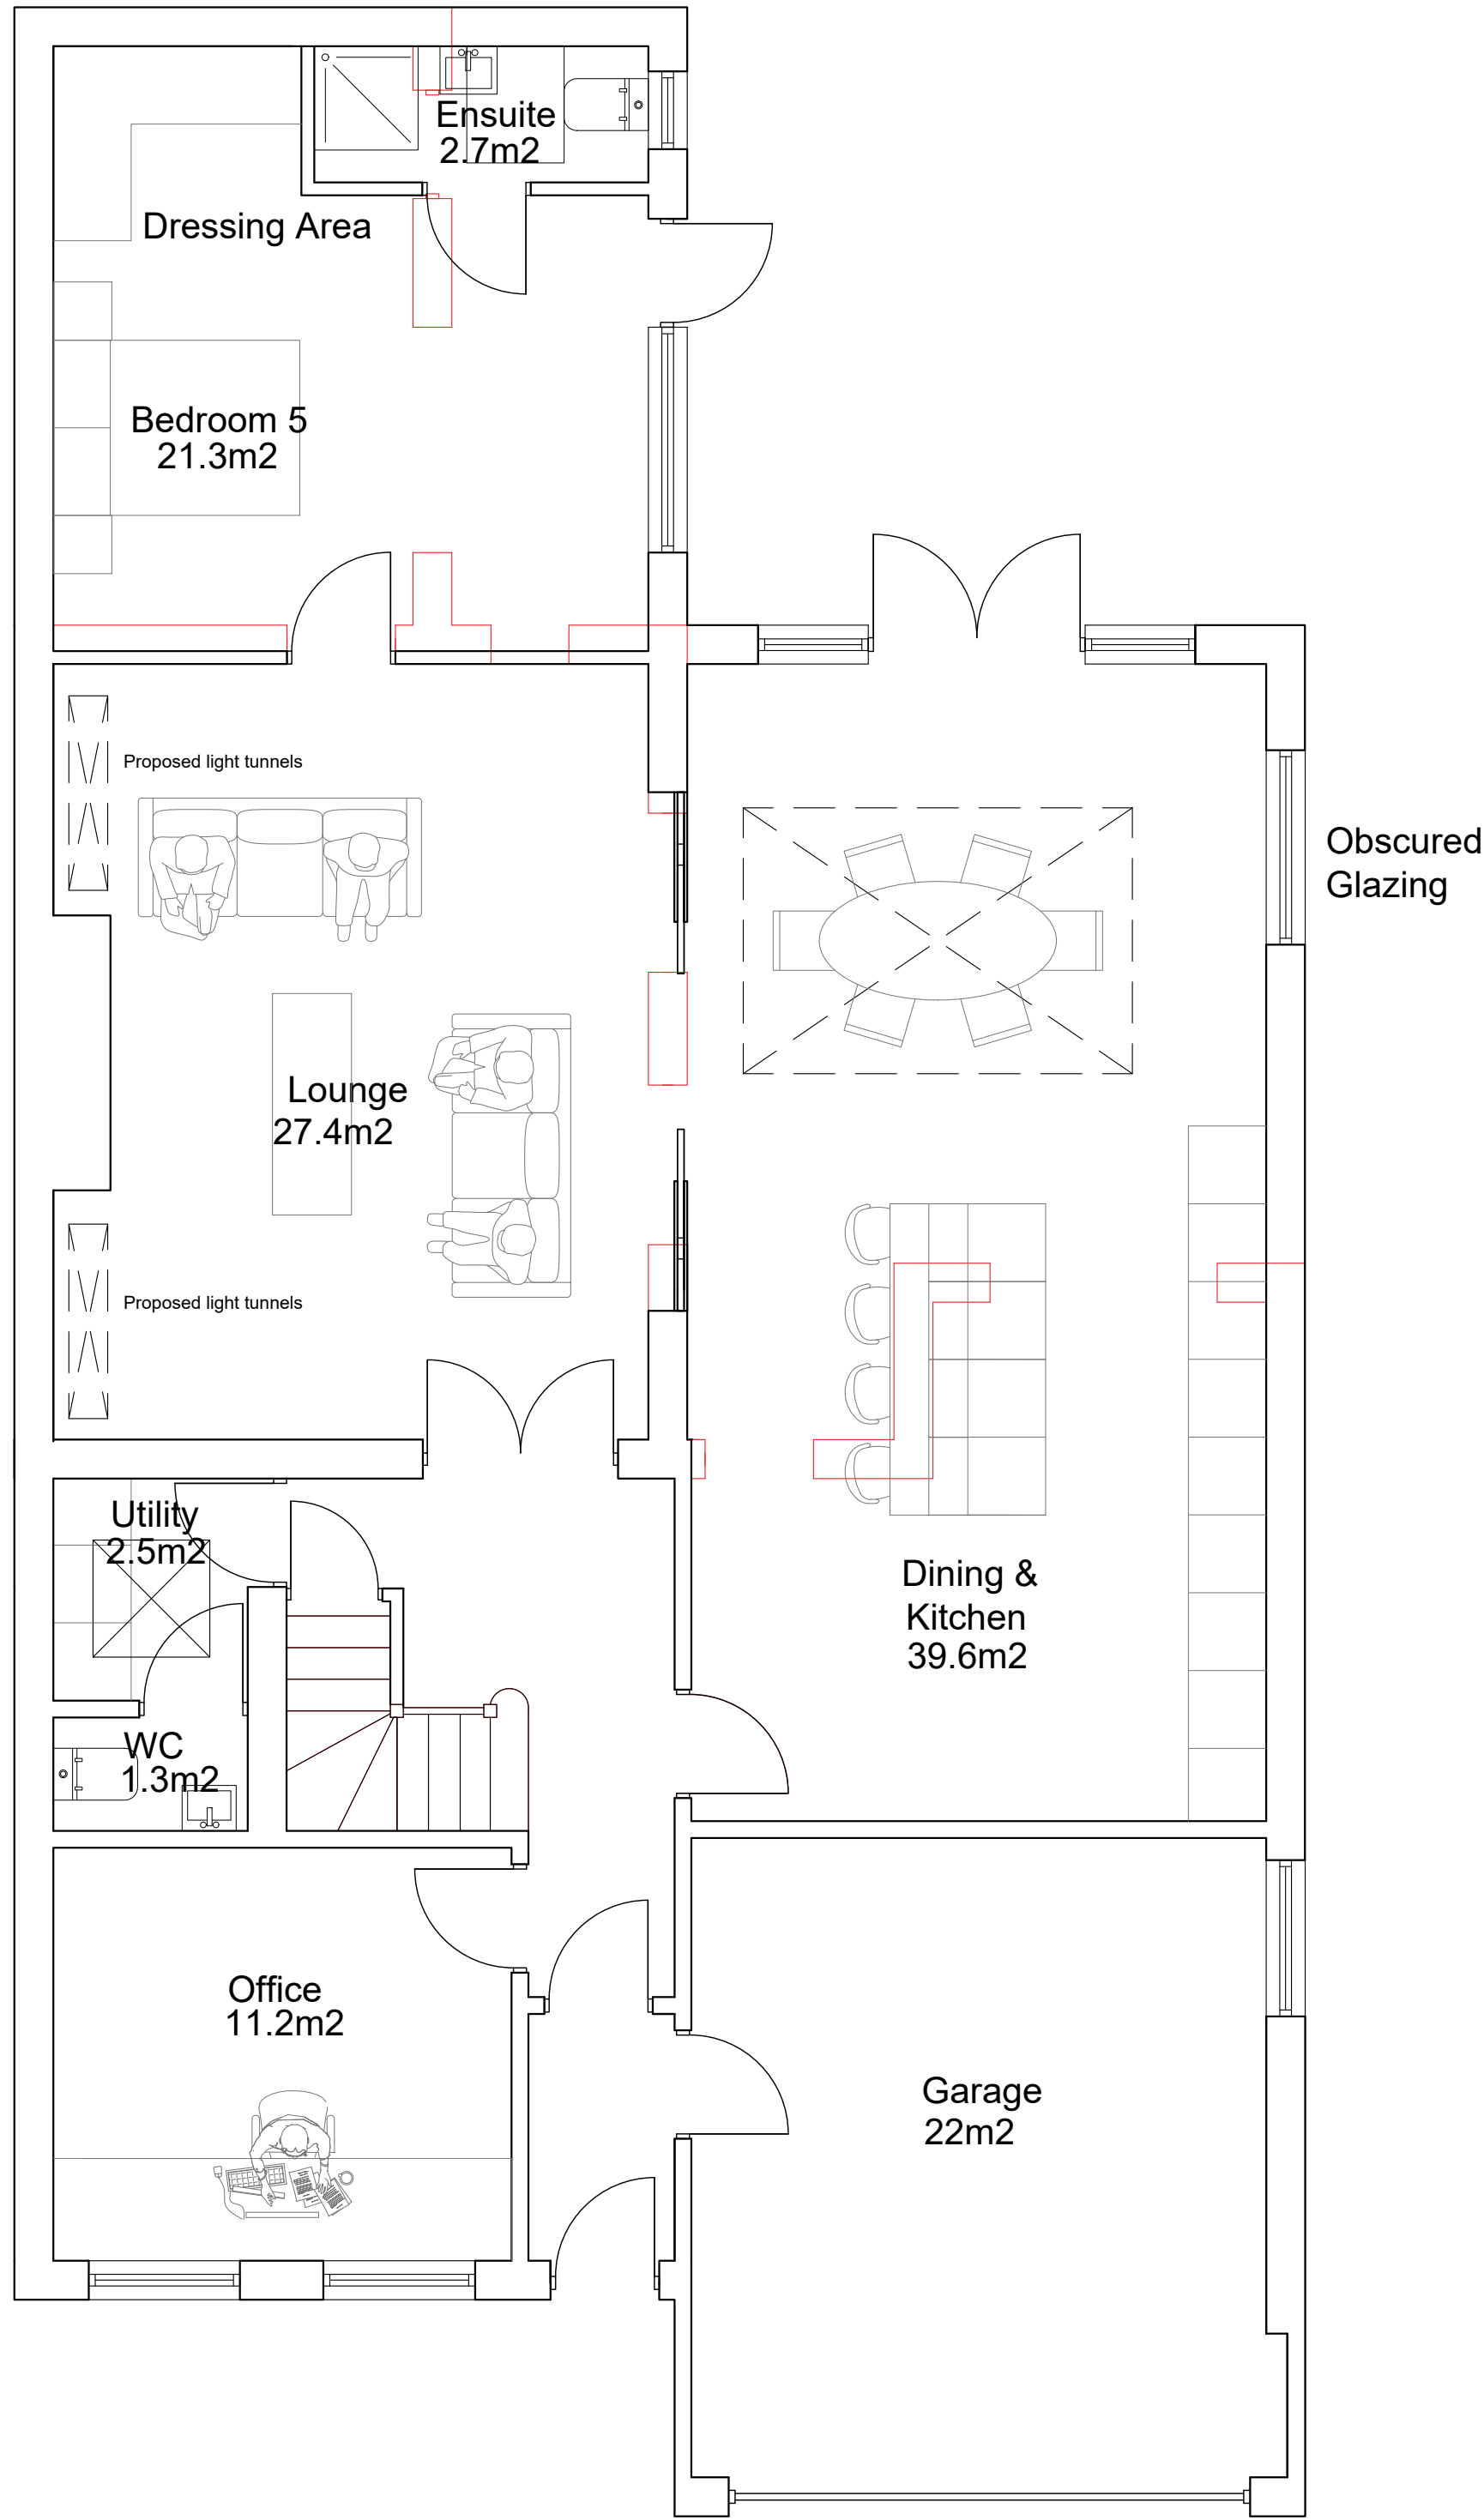 Ensuite
2.7m2
Dressing Area
Bedroom 5
21.3m2
Proposed light tunnels
Obscured
Glazing
Lounge
27.4m2
Proposed light tunnels
Utility
2.5m2
Dining &
Kitchen
39.6m2
WC
1.3m2
Office
11.2m2
Garage
22m2